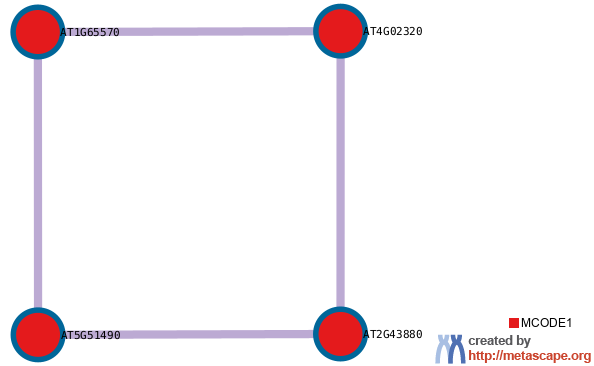 AT1G65570
AT4G02320
AT5G51490
AT2G43880
MCODE1
created by
http://metascape.org